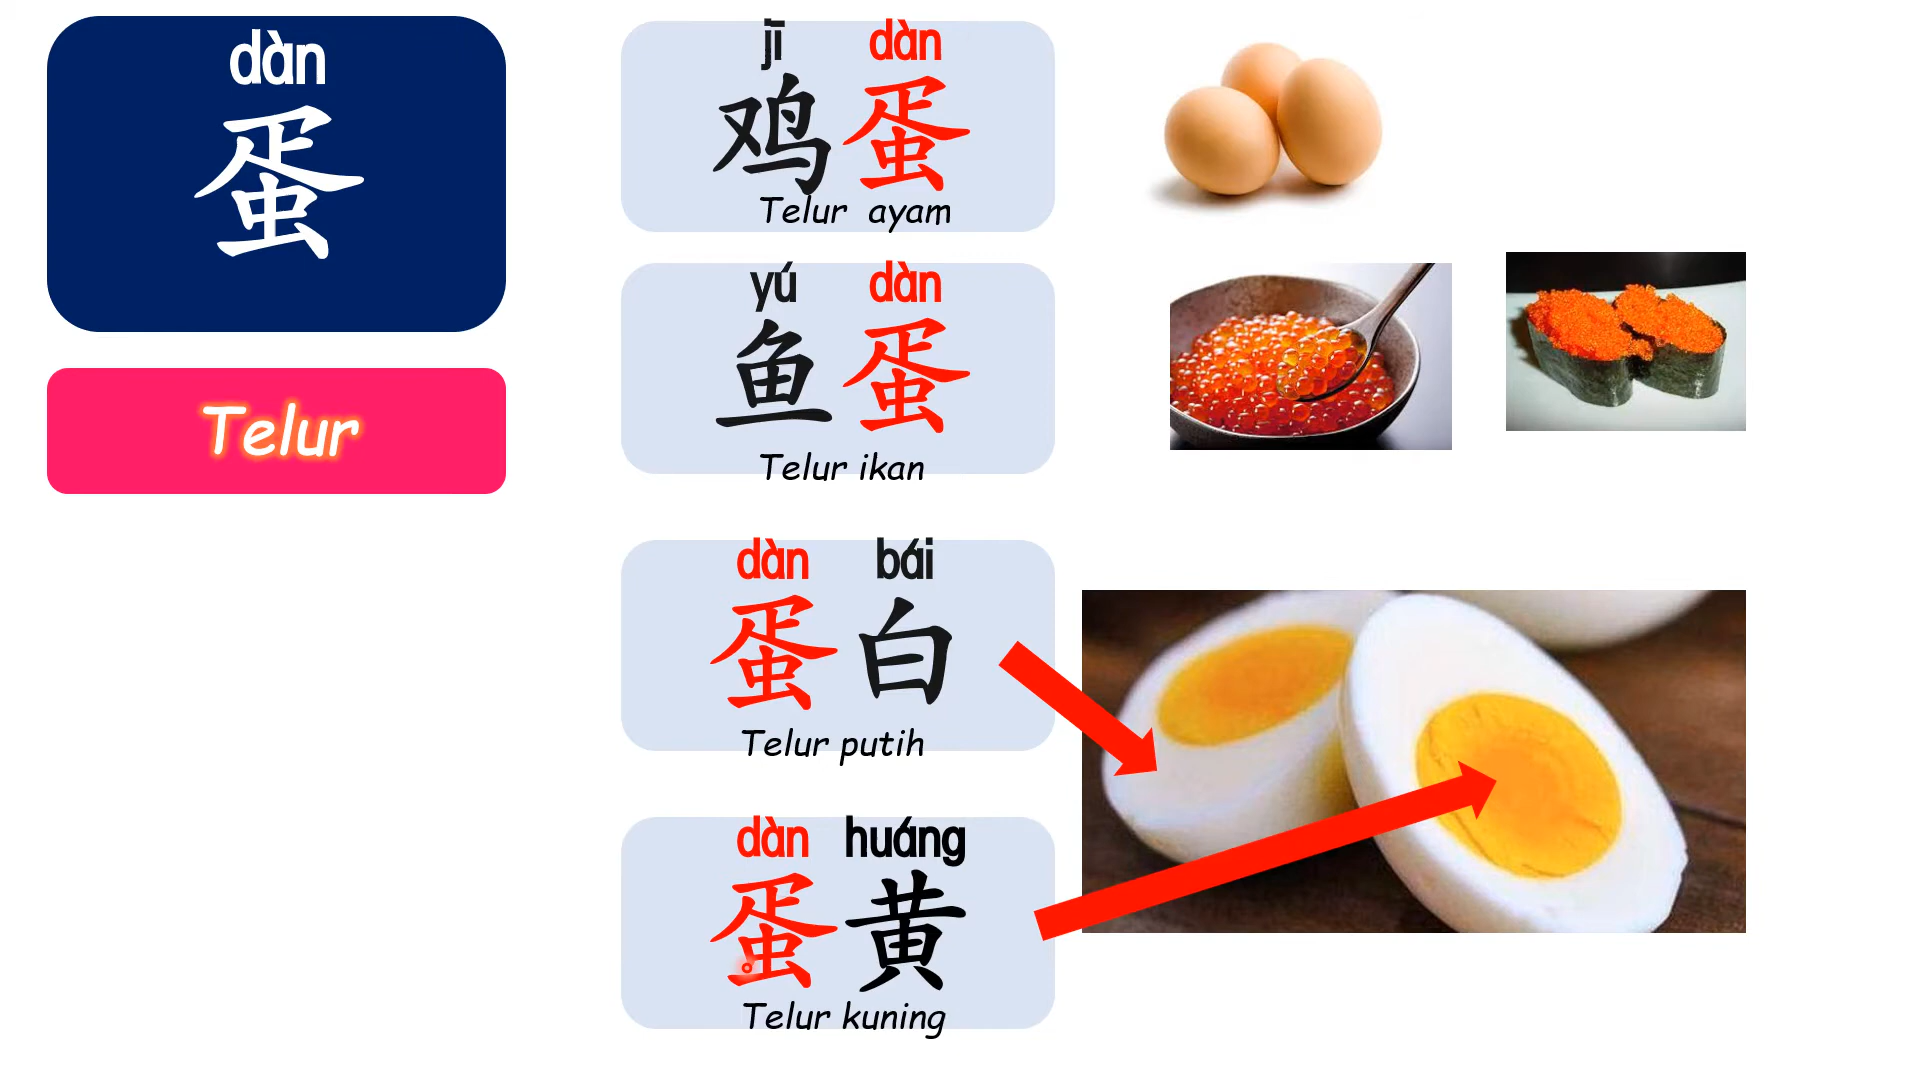 dàn
蛋
Telur
jī dàn
鸡蛋
Telur ayam
yú dàn
鱼蛋
Telur ikan
dàn bái
蛋白
Telur putih
dàn huáng
蛋黄
Telur kuning